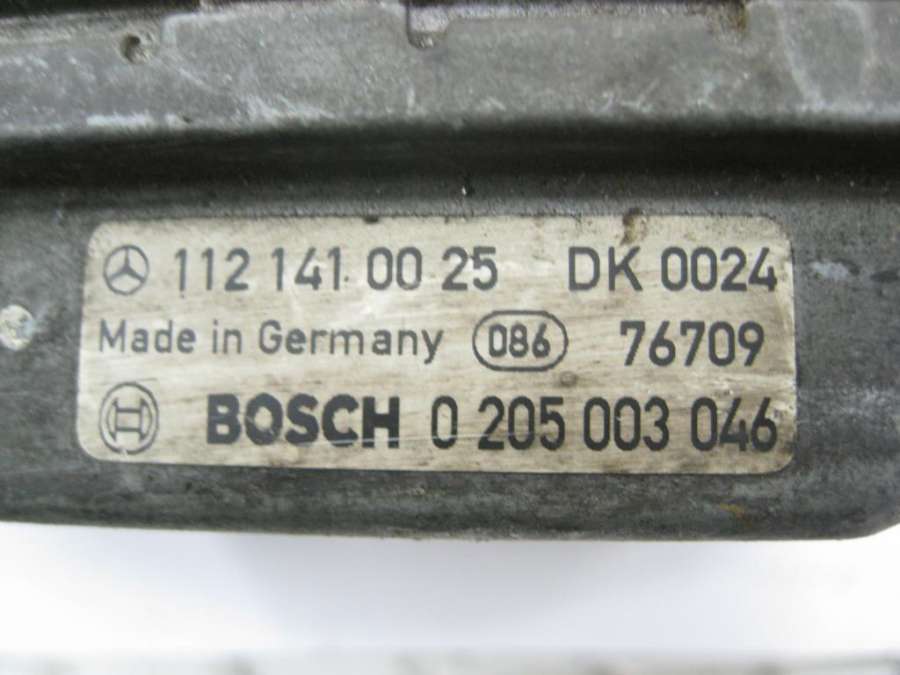 112 141 00 25 DK 0024
Made in Germany 086 76709
BOSCH 0 205 003 046